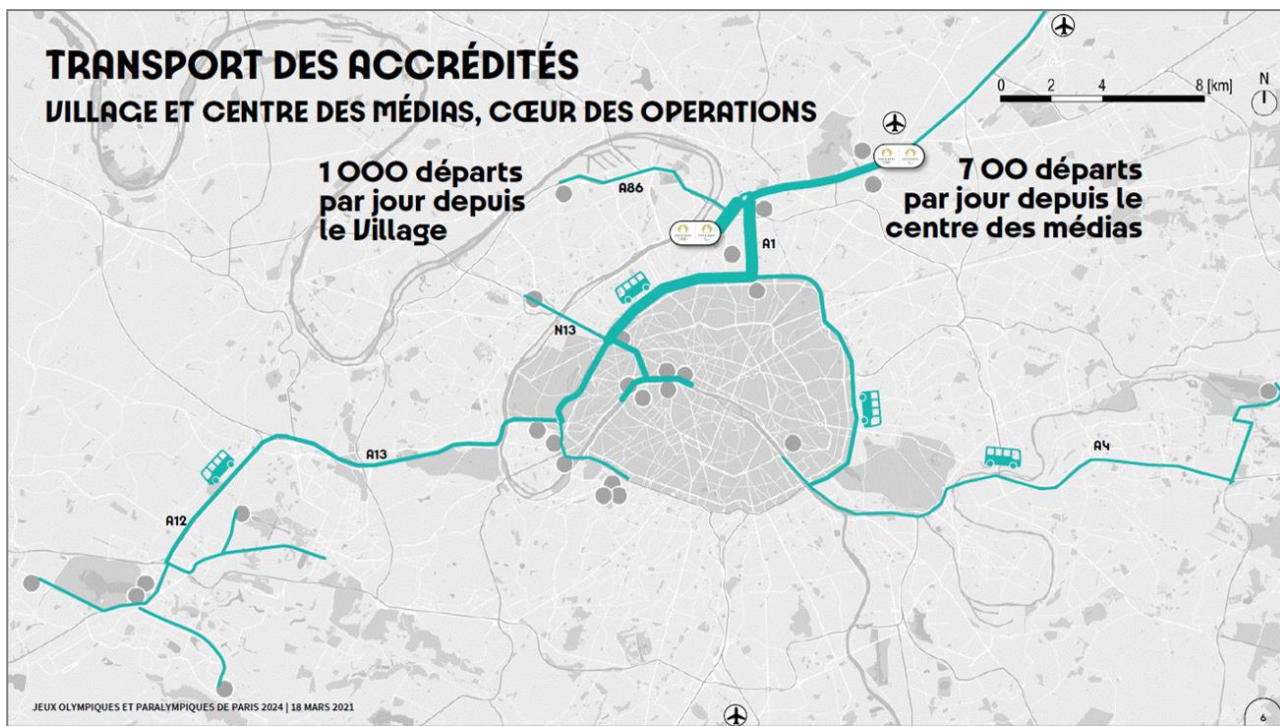 TRANSPORT DES ACCRÉDITÉS
VILLAGE ET CENTRE DES MÉDIAS, CŒUR DES OPERATIONS
0 2 4 8 [km]
N
1 000 départs
par jour depuis
le Village
7 00 départs
par jour depuis le
centre des médias
A86
A1
N13
A13
A4
A12
JEUX OLYMPIQUES ET PARALYMPIQUES DE PARIS 2024 | 18 MARS 2021
6